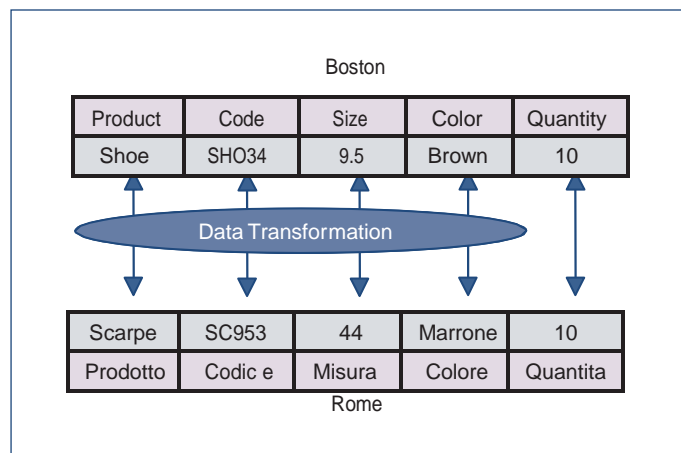 Boston
Product Code Size Color Quantity
Shoe SHO34 9.5 Brown 10
Data Transformation
Scarpe SC953 44 Marrone 10
Prodotto Codic e Misura Colore Quantita
Rome